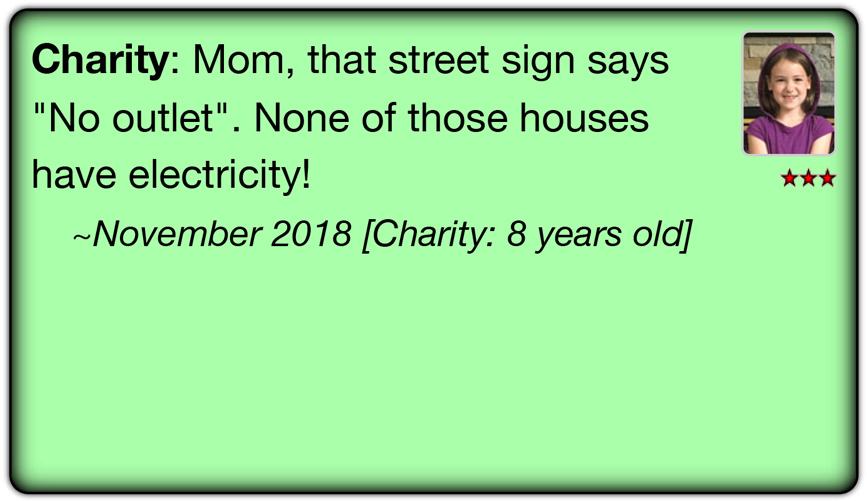 Charity: Mom, that street sign says
"No outlet". None of those houses
have electricity!
~November 2018 [Charity: 8 years old]